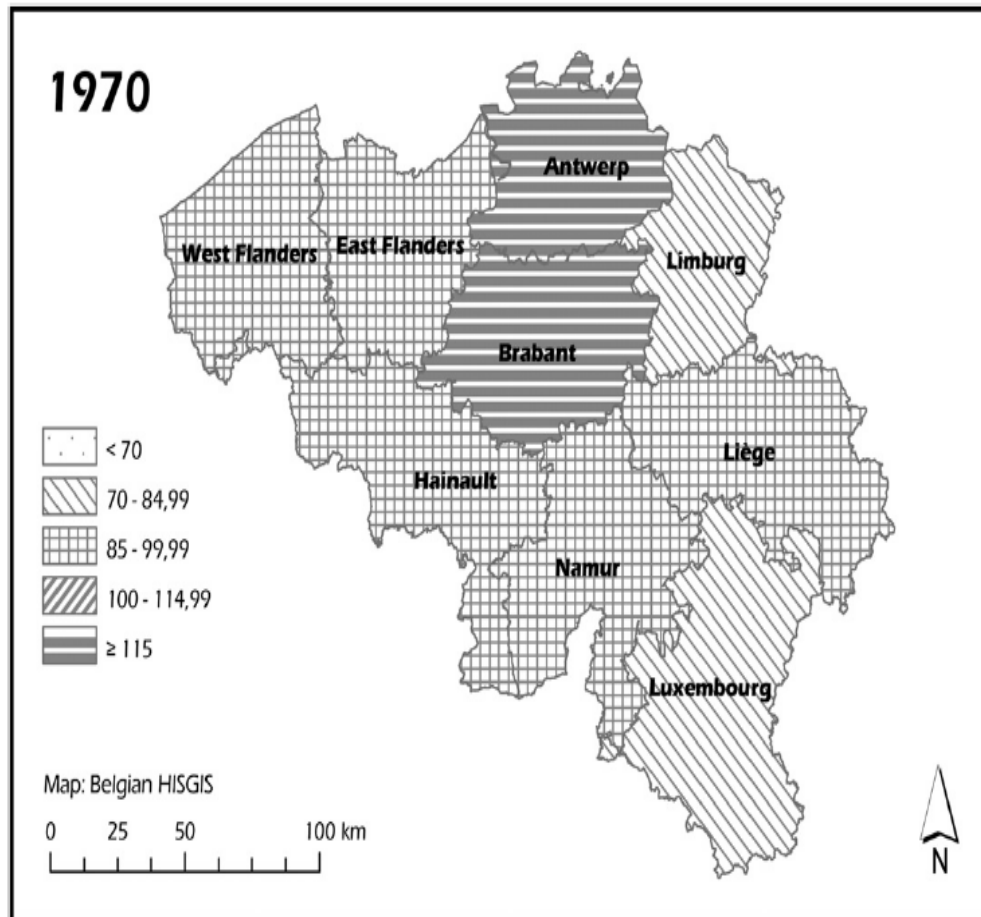 1970
Antwerp
West Flanders
East Flanders
Limburg
Brabant
Liège
Hainault
Namur
Luxembourg
< 70
70 - 84,99
85 - 99,99
100 - 114,99
≥ 115
Map: Belgian HISGIS
0 25 50 100 km
N